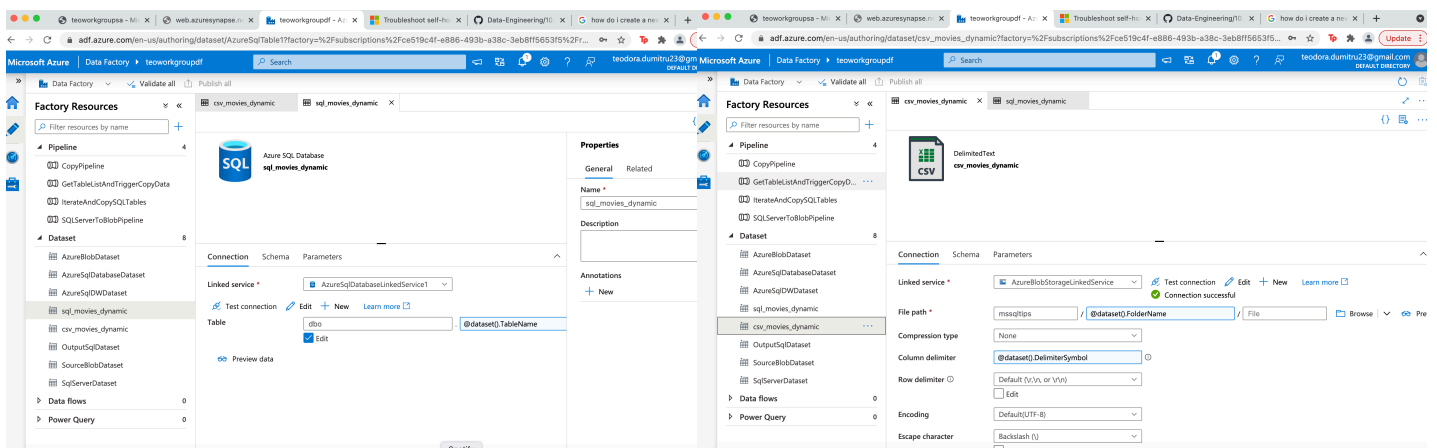 teoworkgroupsa - Mi
web.azuresynapse.n
teoworkgroupdf - Az
Troubleshoot self-ho
Data-Engineering/10
how do i create a ne
adf.azure.com/en-us/authoring/dataset/AzureSqlTable1?factory=%2Fsubscriptions%2Fce519c4f-e886-493b-a38c-3eb8ff5653f5%2Fr...
Microsoft Azure
Data Factory
teoworkgroupdf
Search
1
teodora.dumitru23@gm
DEFAULT DI
Data Factory
Validate all
Publish all
Factory Resources
Filter resources by name
Pipeline 4
CopyPipeline
GetTableListAndTriggerCopyData
IterateAndCopySQLTables
SQLServerToBlobPipeline
Dataset 8
AzureBlobDataset
AzureSqlDatabaseDataset
AzureSqlDWDataset
sql_movies_dynamic
csv_movies_dynamic
OutputSqlDataset
SourceBlobDataset
SqlServerDataset
Data flows 0
Power Query 0
csv_movies_dynamic
sql_movies_dynamic
SQL
Azure SQL Database
sql_movies_dynamic
Connection
Schema
Parameters
Linked service *
AzureSqlDatabaseLinkedService1
Test connection
Edit
New
Learn more
Table
dbo
.
@dataset().TableName
Edit
Preview data
Properties
General
Related
Name *
sql_movies_dynamic
Description
Annotations
New
teoworkgroupsa - Mi
web.azuresynapse.n
teoworkgroupdf - Az
Troubleshoot self-ho
Data-Engineering/10
how do i create a ne
adf.azure.com/en-us/authoring/dataset/csv_movies_dynamic?factory=%2Fsubscriptions%2Fce519c4f-e886-493b-a38c-3eb8ff5653f5...
Update
Microsoft Azure
Data Factory
teoworkgroupdf
Search
1
teodora.dumitru23@gmail.com
DEFAULT DIRECTORY
Data Factory
Validate all
Publish all
Factory Resources
Filter resources by name
Pipeline 4
CopyPipeline
GetTableListAndTriggerCopyD...
IterateAndCopySQLTables
SQLServerToBlobPipeline
Dataset 8
AzureBlobDataset
AzureSqlDatabaseDataset
AzureSqlDWDataset
sql_movies_dynamic
csv_movies_dynamic
OutputSqlDataset
SourceBlobDataset
SqlServerDataset
Data flows 0
Power Query 0
csv_movies_dynamic
sql_movies_dynamic
CSV
DelimitedText
csv_movies_dynamic
Connection
Schema
Parameters
Linked service *
AzureBlobStorageLinkedService
Test connection
Edit
New
Learn more
Connection successful
File path *
mssqltips
/
@dataset().FolderName
/
File
Browse
Pre
Compression type
None
Column delimiter
@dataset().DelimiterSymbol
Row delimiter
Default (\r,\n, or \r\n)
Edit
Encoding
Default(UTF-8)
Escape character
Backslash (\)